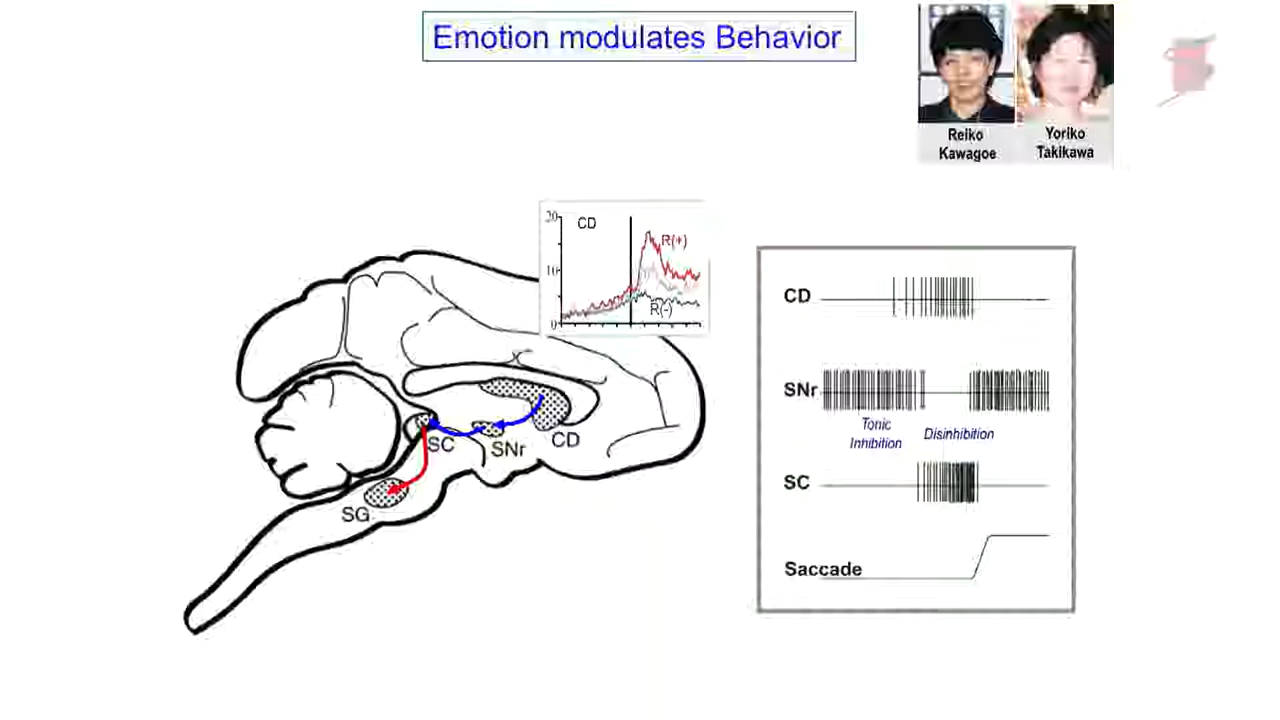 Emotion modulates Behavior
Reiko
Kawagoe
Yoriko
Takikawa
20
CD
R(+)
10
R(-)
0
SC
SNr
CD
SG
CD
SNr
Tonic
Inhibition
Disinhibition
SC
Saccade